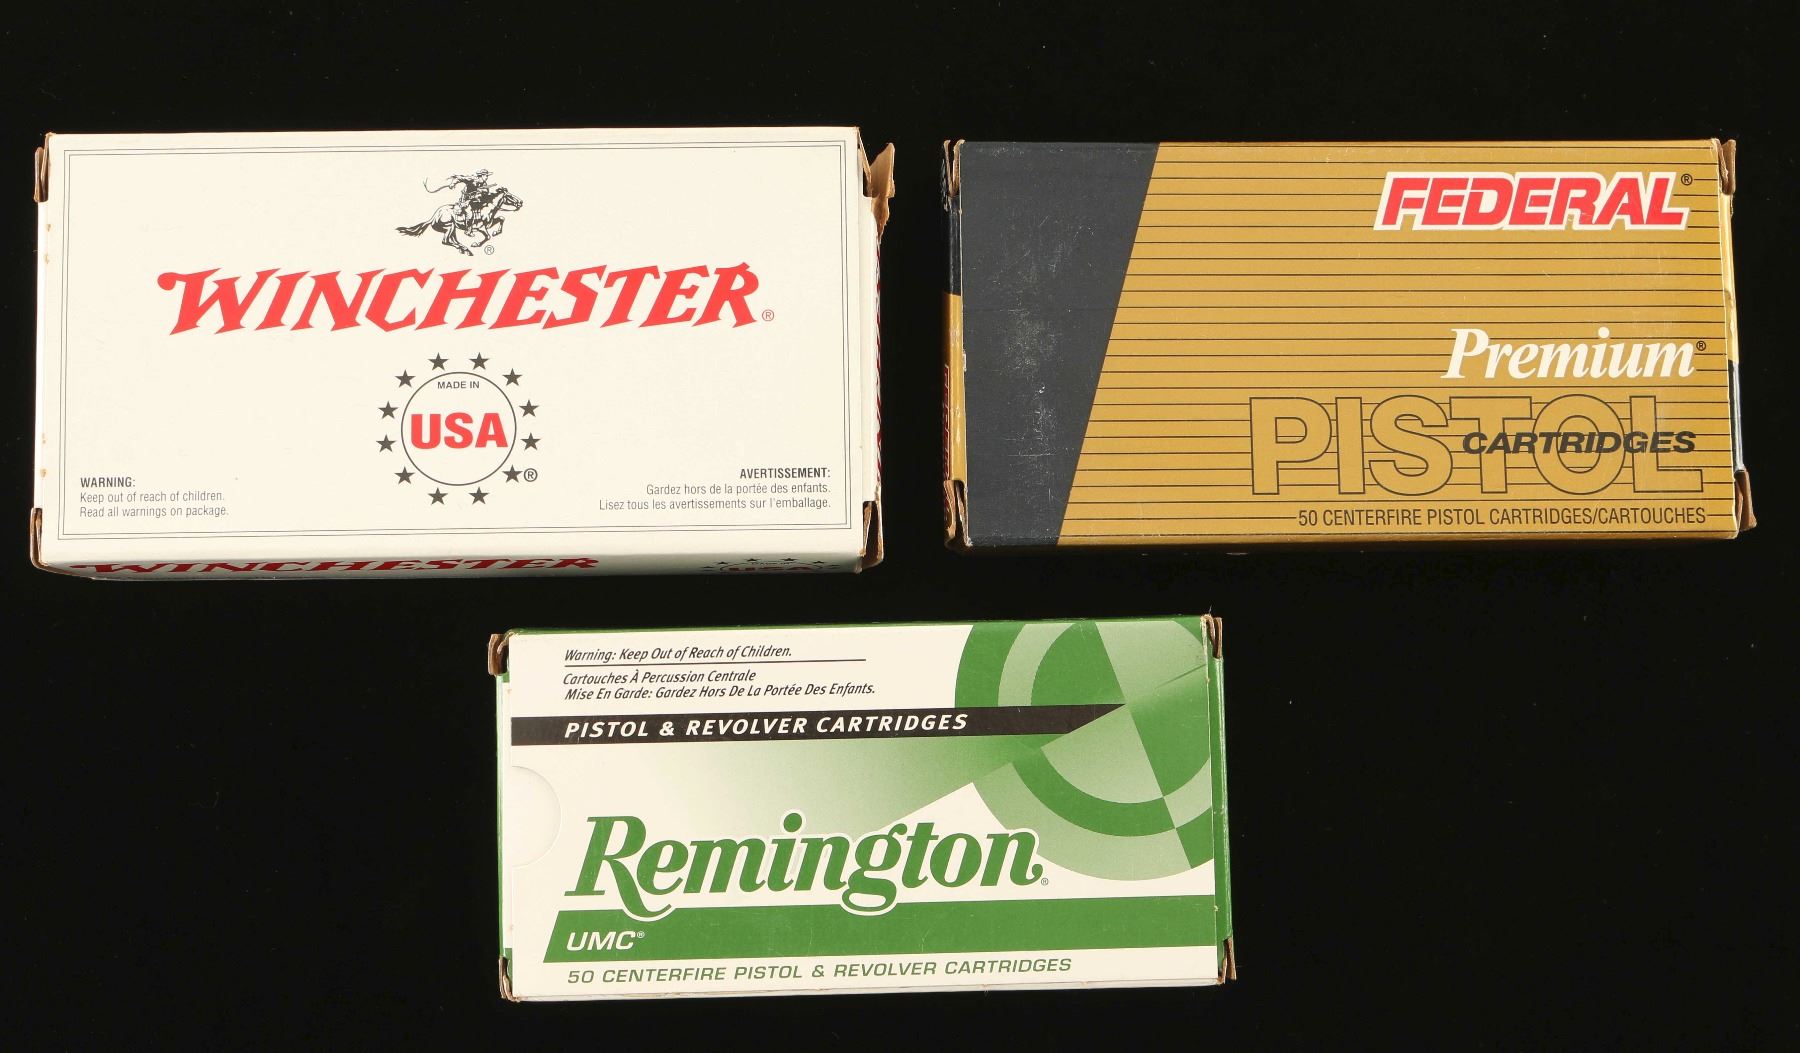 WINCHESTER®
MADE IN
USA
®
WARNING:
Keep out of reach of children.
Read all warnings on package.
AVERTISSEMENT:
Gardez hors de la portée des enfants.
Lisez tous les avertissements sur l'emballage.
WINCHESTER
USA
FEDERAL®
Premium®
PISTOL
CARTRIDGES
50 CENTERFIRE PISTOL CARTRIDGES/CARTOUCHES
Warning: Keep Out of Reach of Children.
Cartouches À Percussion Centrale
Mise En Garde: Gardez Hors De La Portée Des Enfants.
PISTOL & REVOLVER CARTRIDGES
Remington®
UMC®
50 CENTERFIRE PISTOL & REVOLVER CARTRIDGES